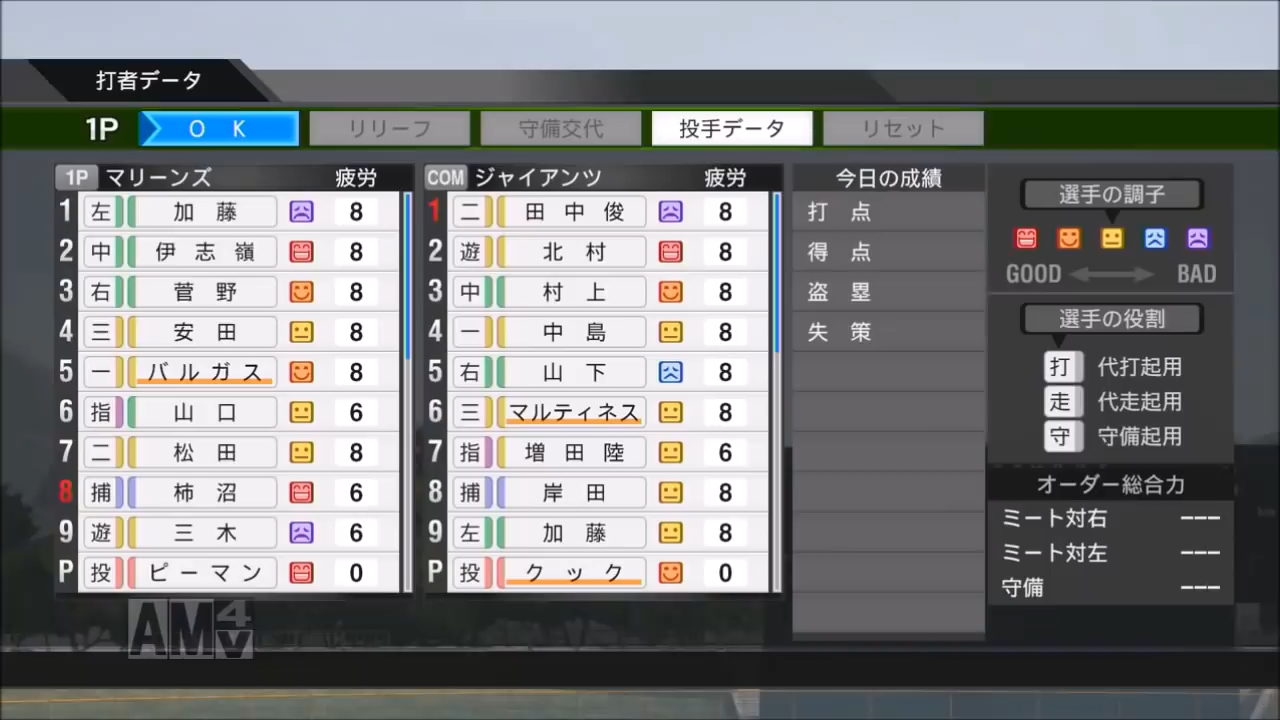 打者データ
1P OK リリーフ 守備交代 投手データ リセット
1P マリーンズ 疲労
1 左 加藤 8
2 中 伊志嶺 8
3 右 菅野 8
4 三 安田 8
5 一 バルガス 8
6 指 山口 6
7 二 松田 8
8 捕 柿沼 6
9 遊 三木 6
P 投 ピーマン 0
COM ジャイアンツ 疲労
1 二 田中俊 8
2 遊 北村 8
3 中 村上 8
4 一 中島 8
5 右 山下 8
6 三 マルティネス 8
7 指 増田陸 6
8 捕 岸田 8
9 左 加藤 8
P 投 クック 0
今日の成績
打点
得点
盗塁
失策
選手の調子
GOOD BAD
選手の役割
打 代打起用
走 代走起用
守 守備起用
オーダー総合力
ミート対右 ---
ミート対左 ---
守備 ---
AM4V